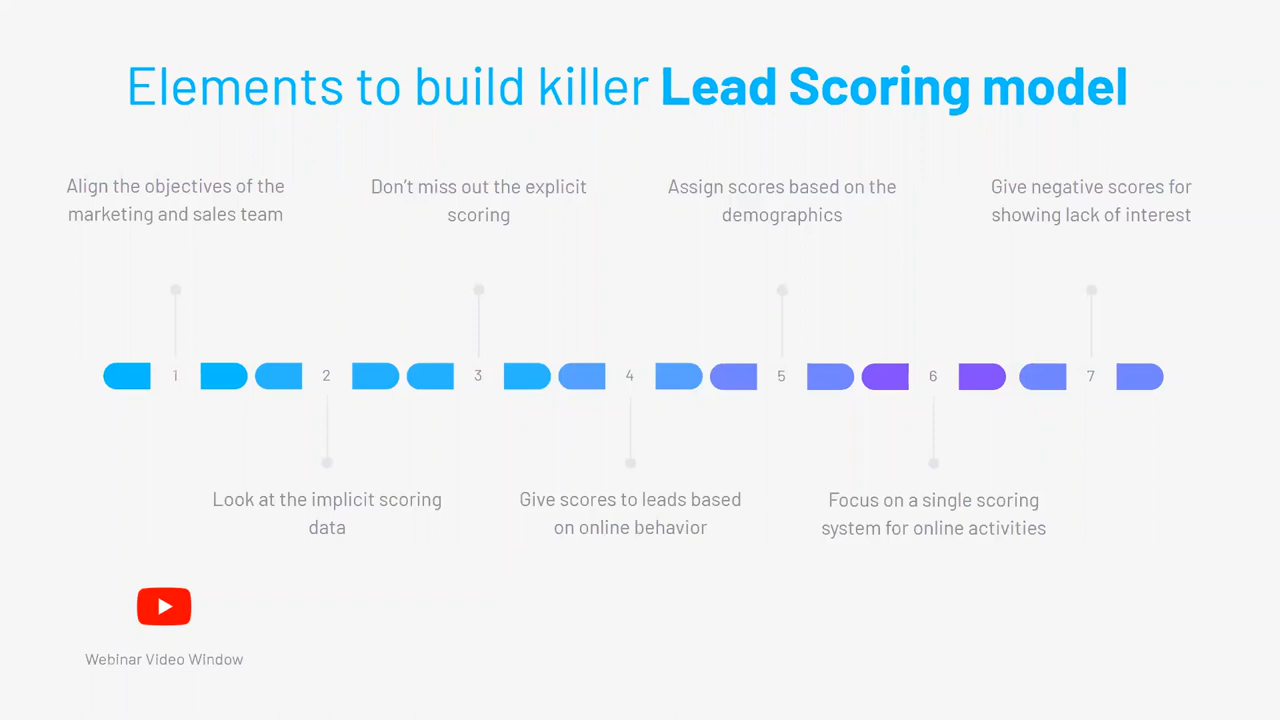 Elements to build killer Lead Scoring model
Align the objectives of the
marketing and sales team
Don't miss out the explicit
scoring
Assign scores based on the
demographics
Give negative scores for
showing lack of interest
1
2
3
4
5
6
7
Look at the implicit scoring
data
Give scores to leads based
on online behavior
Focus on a single scoring
system for online activities
Webinar Video Window